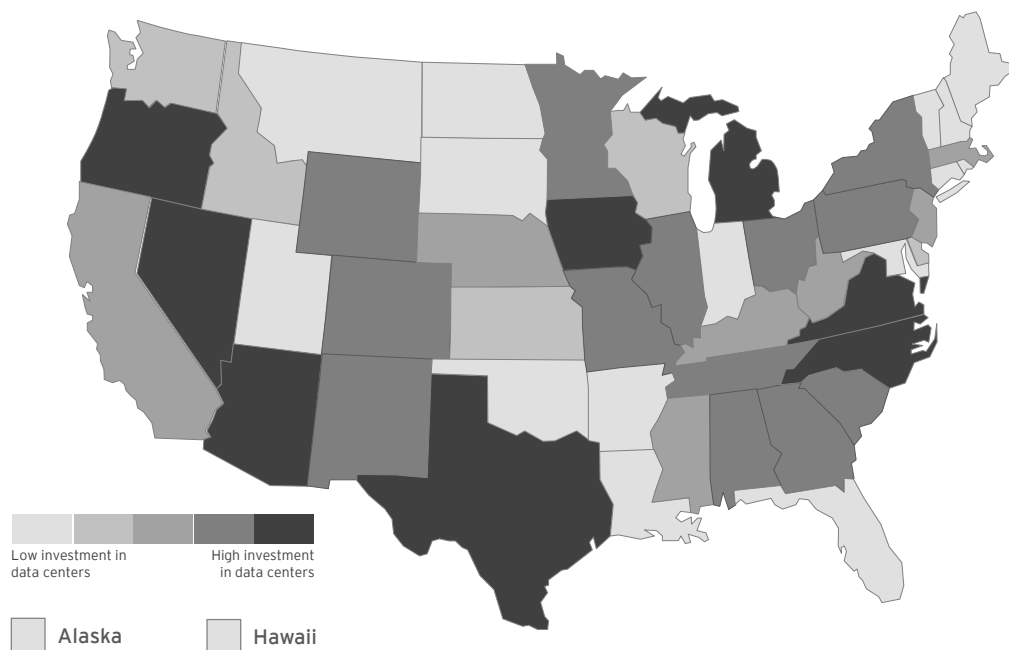 Low investment in
data centers
High investment
in data centers
Alaska
Hawaii